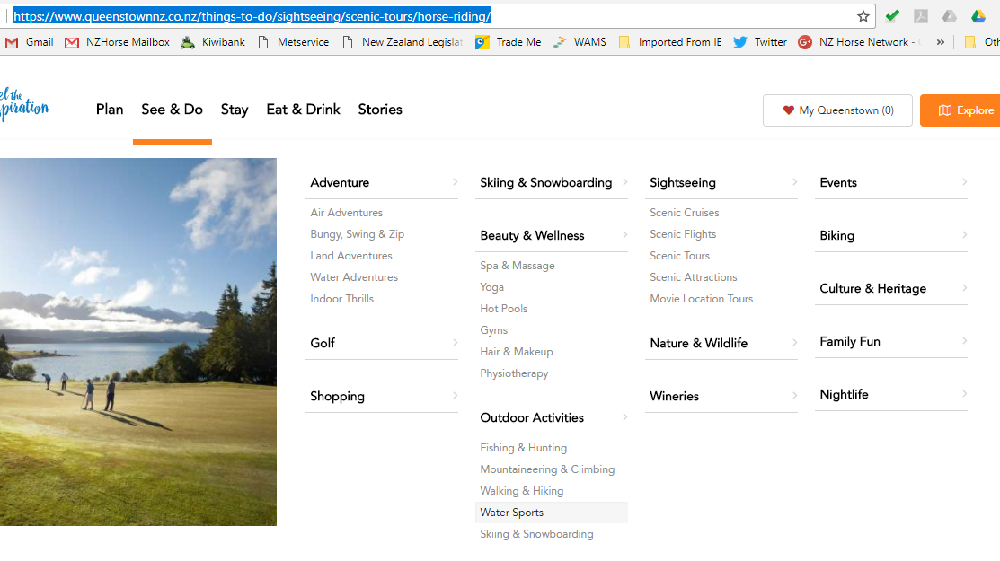 https://www.queenstownnz.co.nz/things-to-do/sightseeing/scenic-tours/horse-riding/
Gmail NZHorse Mailbox Kiwibank Metservice New Zealand Legislat Trade Me WAMS Imported From IE Twitter NZ Horse Network - » Oth
el the
piration
Plan See & Do Stay Eat & Drink Stories
My Queenstown (0) Explore
Adventure
Air Adventures
Bungy, Swing & Zip
Land Adventures
Water Adventures
Indoor Thrills
Golf
Shopping
Skiing & Snowboarding
Beauty & Wellness
Spa & Massage
Yoga
Hot Pools
Gyms
Hair & Makeup
Physiotherapy
Outdoor Activities
Fishing & Hunting
Mountaineering & Climbing
Walking & Hiking
Water Sports
Skiing & Snowboarding
Sightseeing
Scenic Cruises
Scenic Flights
Scenic Tours
Scenic Attractions
Movie Location Tours
Nature & Wildlife
Wineries
Events
Biking
Culture & Heritage
Family Fun
Nightlife